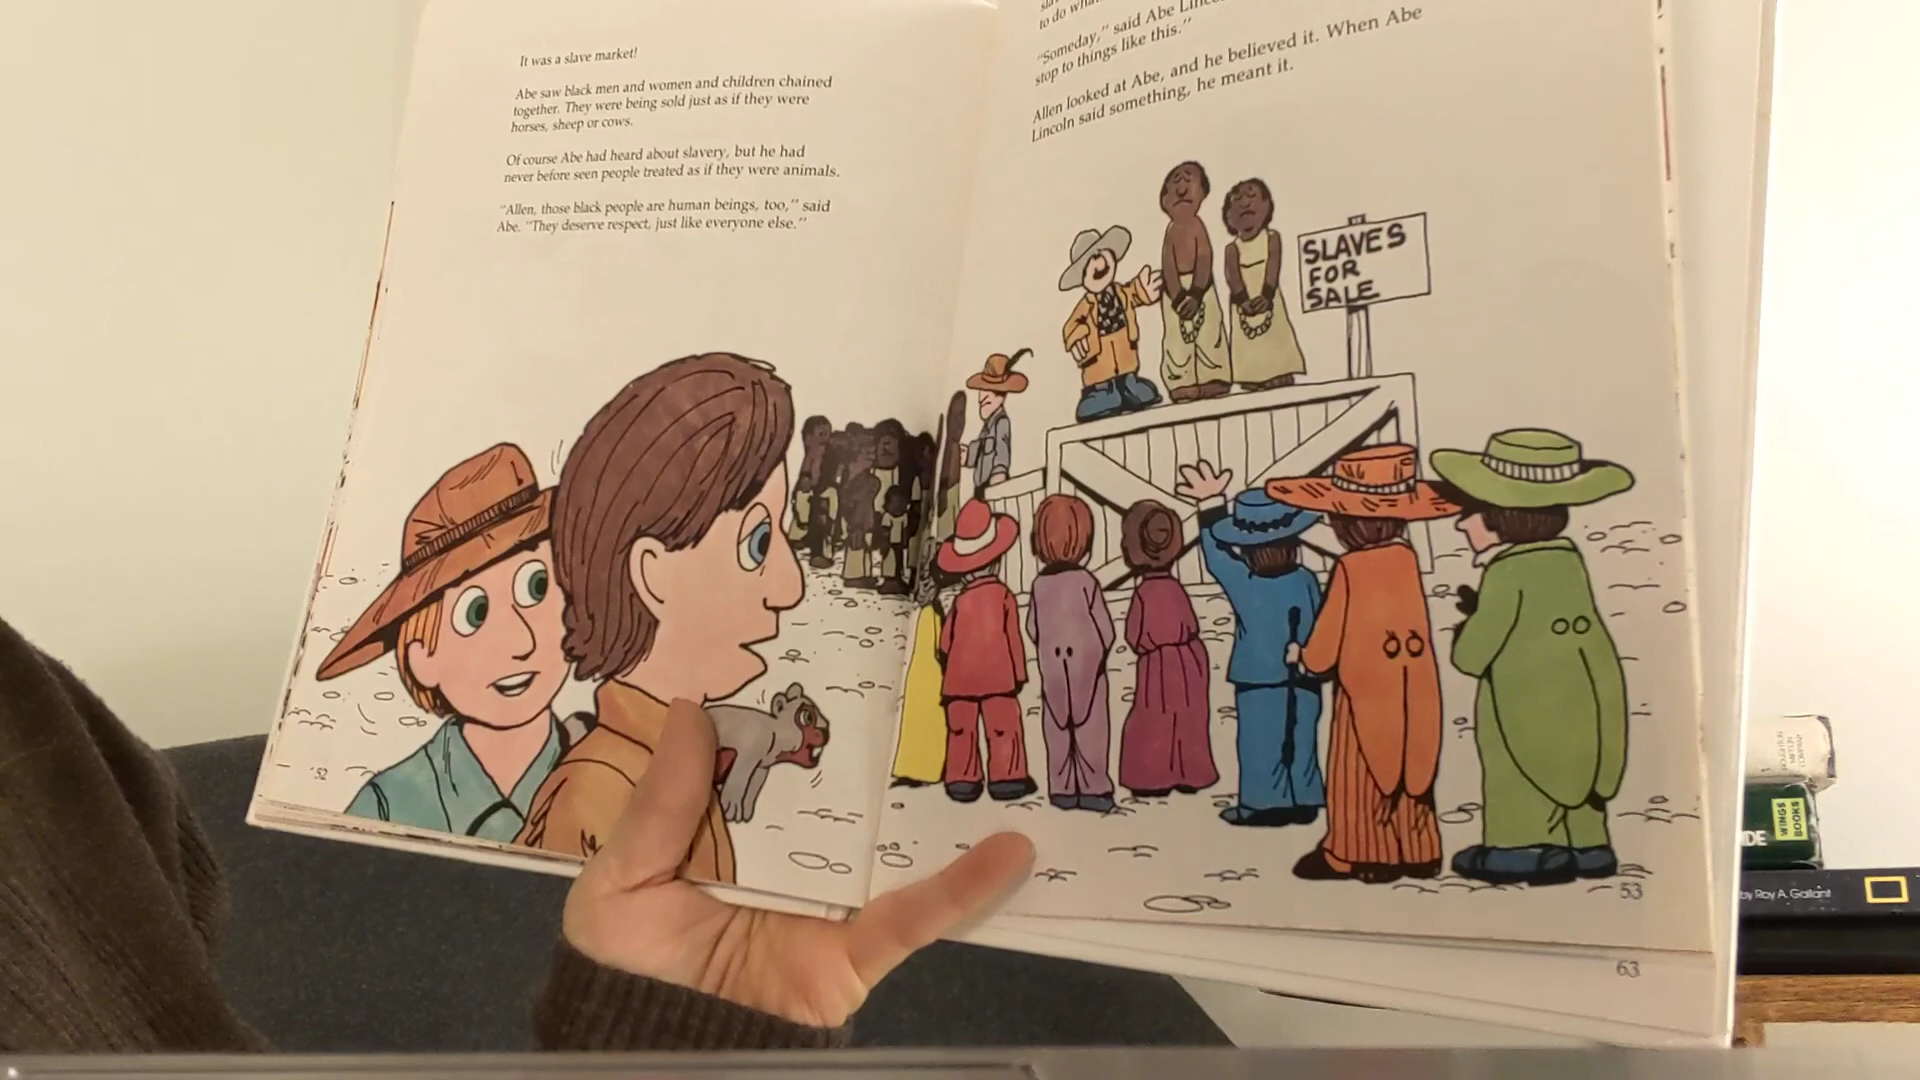 It was a slave market!
Abe saw black men and women and children chained
together. They were being sold just as if they were
horses, sheep or cows.
Of course Abe had heard about slavery, but he had
never before seen people treated as if they were animals.
"Allen, those black people are human beings, too," said
Abe. "They deserve respect, just like everyone else."
52
to do
"Someday," said Abe
stop to things like this."
Allen looked at Abe, and he believed it. When Abe
Lincoln said something, he meant it.
SLAVES
FOR
SALE
53
63
WINGS
BOOKS
by Roy A. Gallant